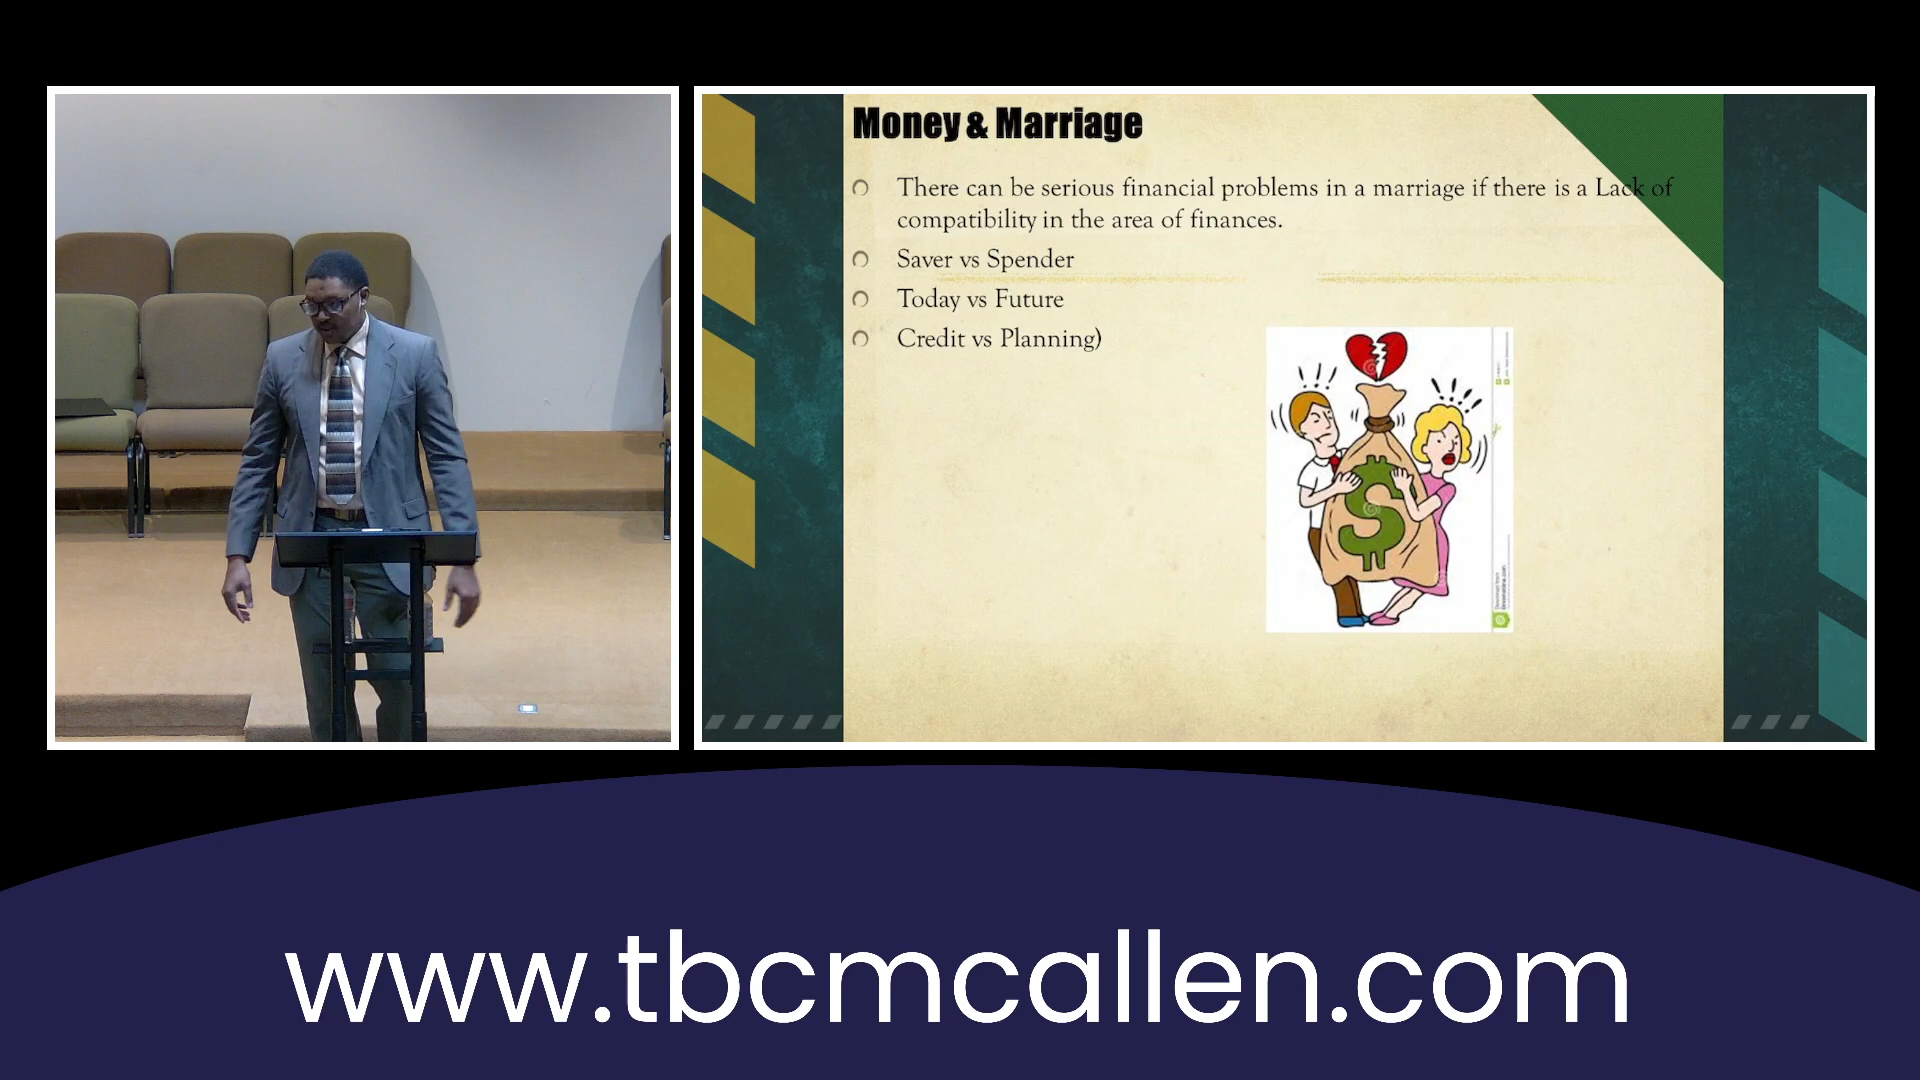 Money & Marriage
There can be serious financial problems in a marriage if there is a Lack of
compatibility in the area of finances.
Saver vs Spender
Today vs Future
Credit vs Planning)
$
www.tbcmcallen.com